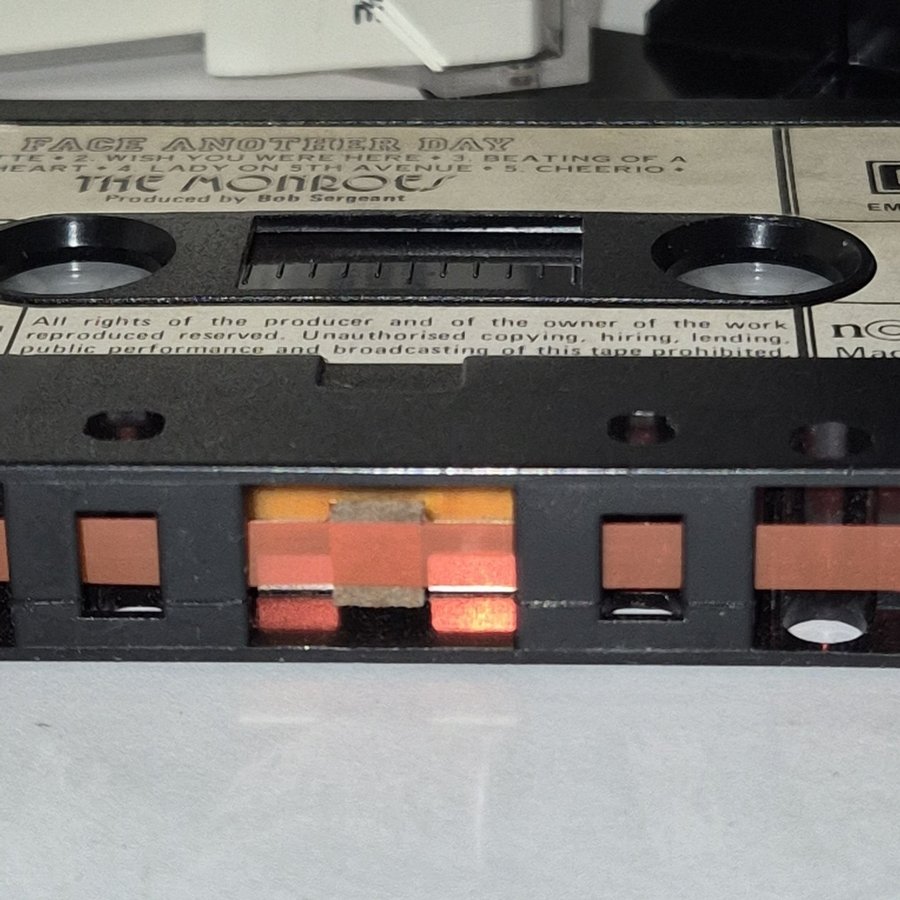 FACE ANOTHER DAY
TTE • 2. WISH YOU WERE HERE • 3. BEATING OF A
HEART • 4. LADY ON 5TH AVENUE • 5. CHEERIO •
THE MONROES
Produced by Bob Sergeant
EM
All rights of the producer and of the owner of the work
reproduced reserved. Unauthorised copying, hiring, lending,
public performance and broadcasting of this tape prohibited.
n©
Mad